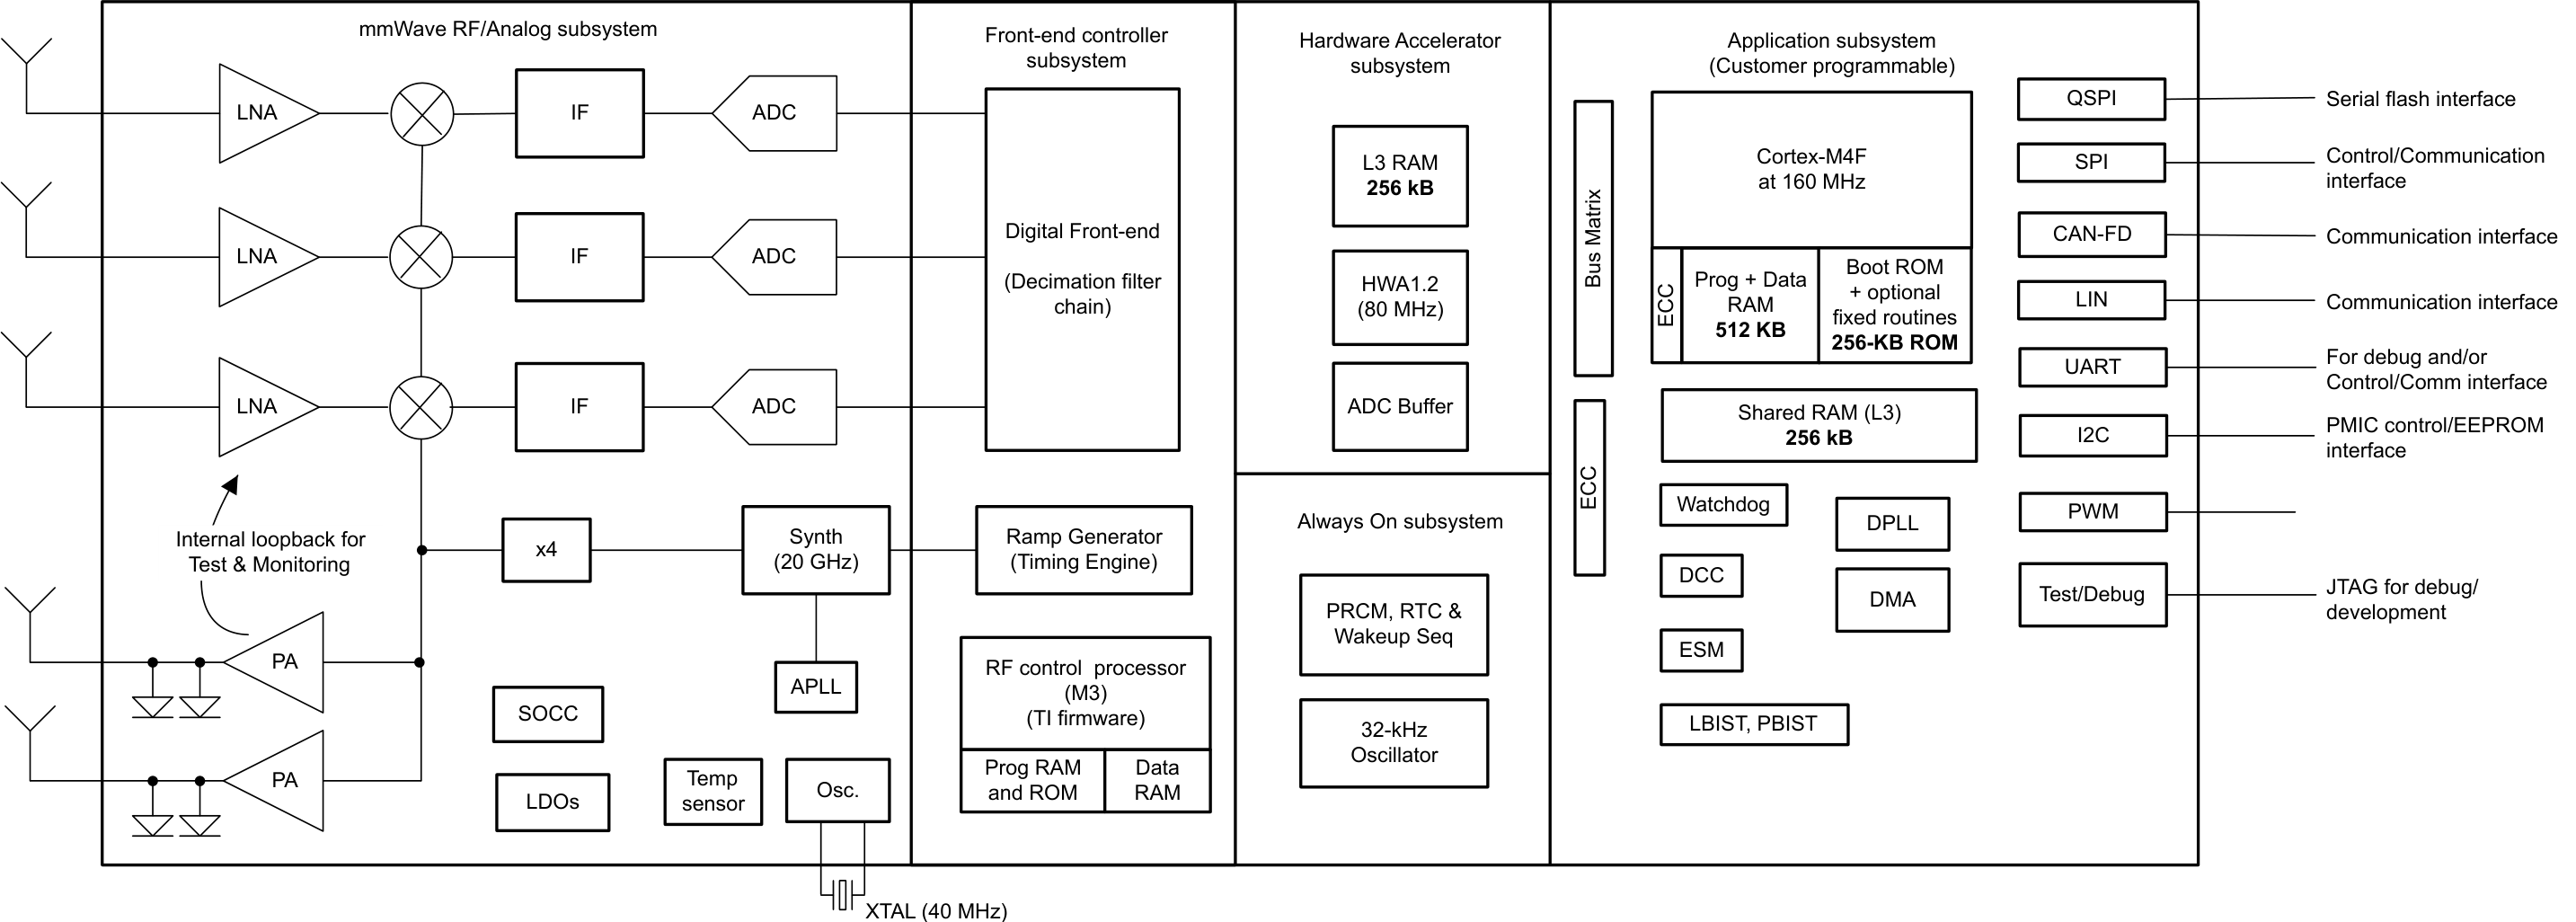 mmWave RF/Analog subsystem
LNA
IF
ADC
LNA
IF
ADC
LNA
IF
ADC
Internal loopback for
Test & Monitoring
x4
Synth
(20 GHz)
PA
APLL
SOCC
PA
LDOs
Temp
sensor
Osc.
XTAL (40 MHz)
Front-end controller
subsystem
Digital Front-end
(Decimation filter
chain)
Ramp Generator
(Timing Engine)
RF control processor
(M3)
(TI firmware)
Prog RAM
and ROM
Data
RAM
Hardware Accelerator
subsystem
L3 RAM
256 kB
HWA1.2
(80 MHz)
ADC Buffer
Always On subsystem
PRCM, RTC &
Wakeup Seq
32-kHz
Oscillator
Application subsystem
(Customer programmable)
Bus Matrix
Cortex-M4F
at 160 MHz
ECC
Prog + Data
RAM
512 KB
Boot ROM
+ optional
fixed routines
256-KB ROM
ECC
Shared RAM (L3)
256 kB
Watchdog
DPLL
DCC
DMA
ESM
LBIST, PBIST
QSPI
Serial flash interface
SPI
Control/Communication
interface
CAN-FD
Communication interface
LIN
Communication interface
UART
For debug and/or
Control/Comm interface
I2C
PMIC control/EEPROM
interface
PWM
Test/Debug
JTAG for debug/
development